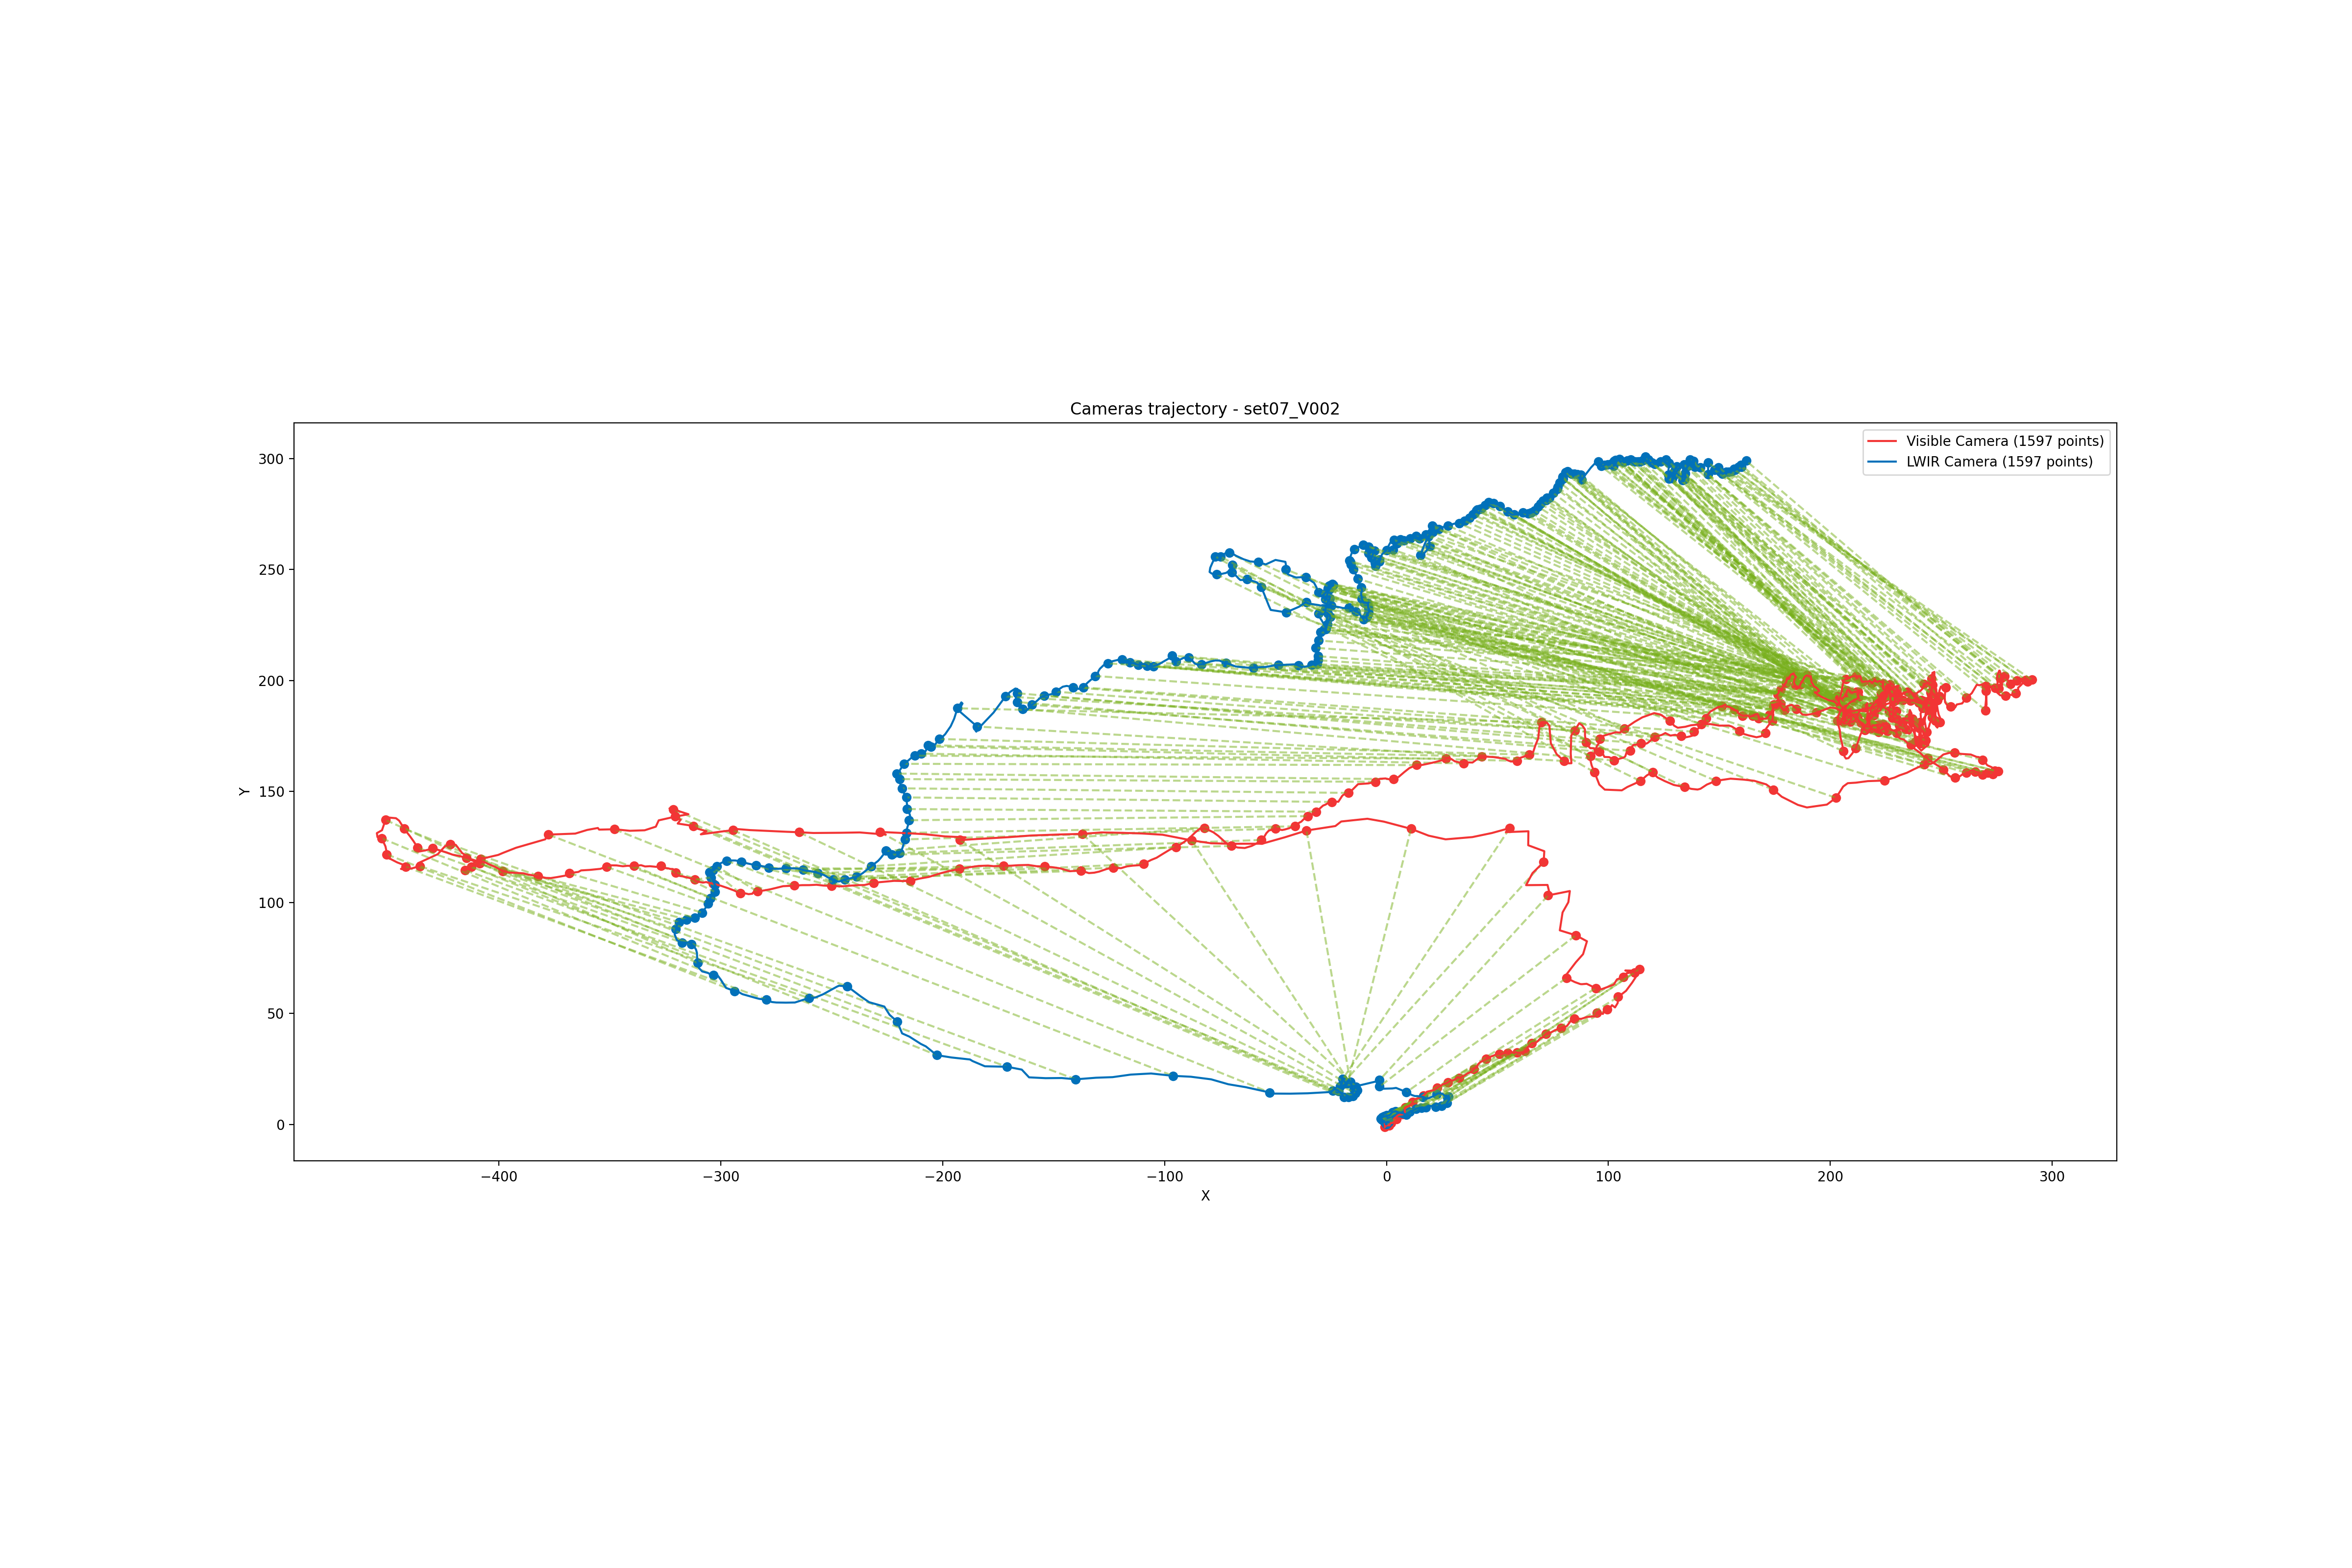 Cameras trajectory - set07_V002
Visible Camera (1597 points)
LWIR Camera (1597 points)
300
250
200
150
100
50
0
Y
−400 −300 −200 −100 0 100 200 300
X